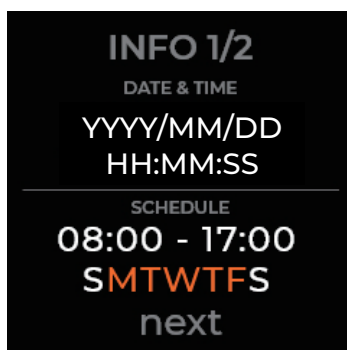 INFO 1/2
DATE & TIME
YYYY/MM/DD
HH:MM:SS
SCHEDULE
08:00 - 17:00
SMTWTFS
next